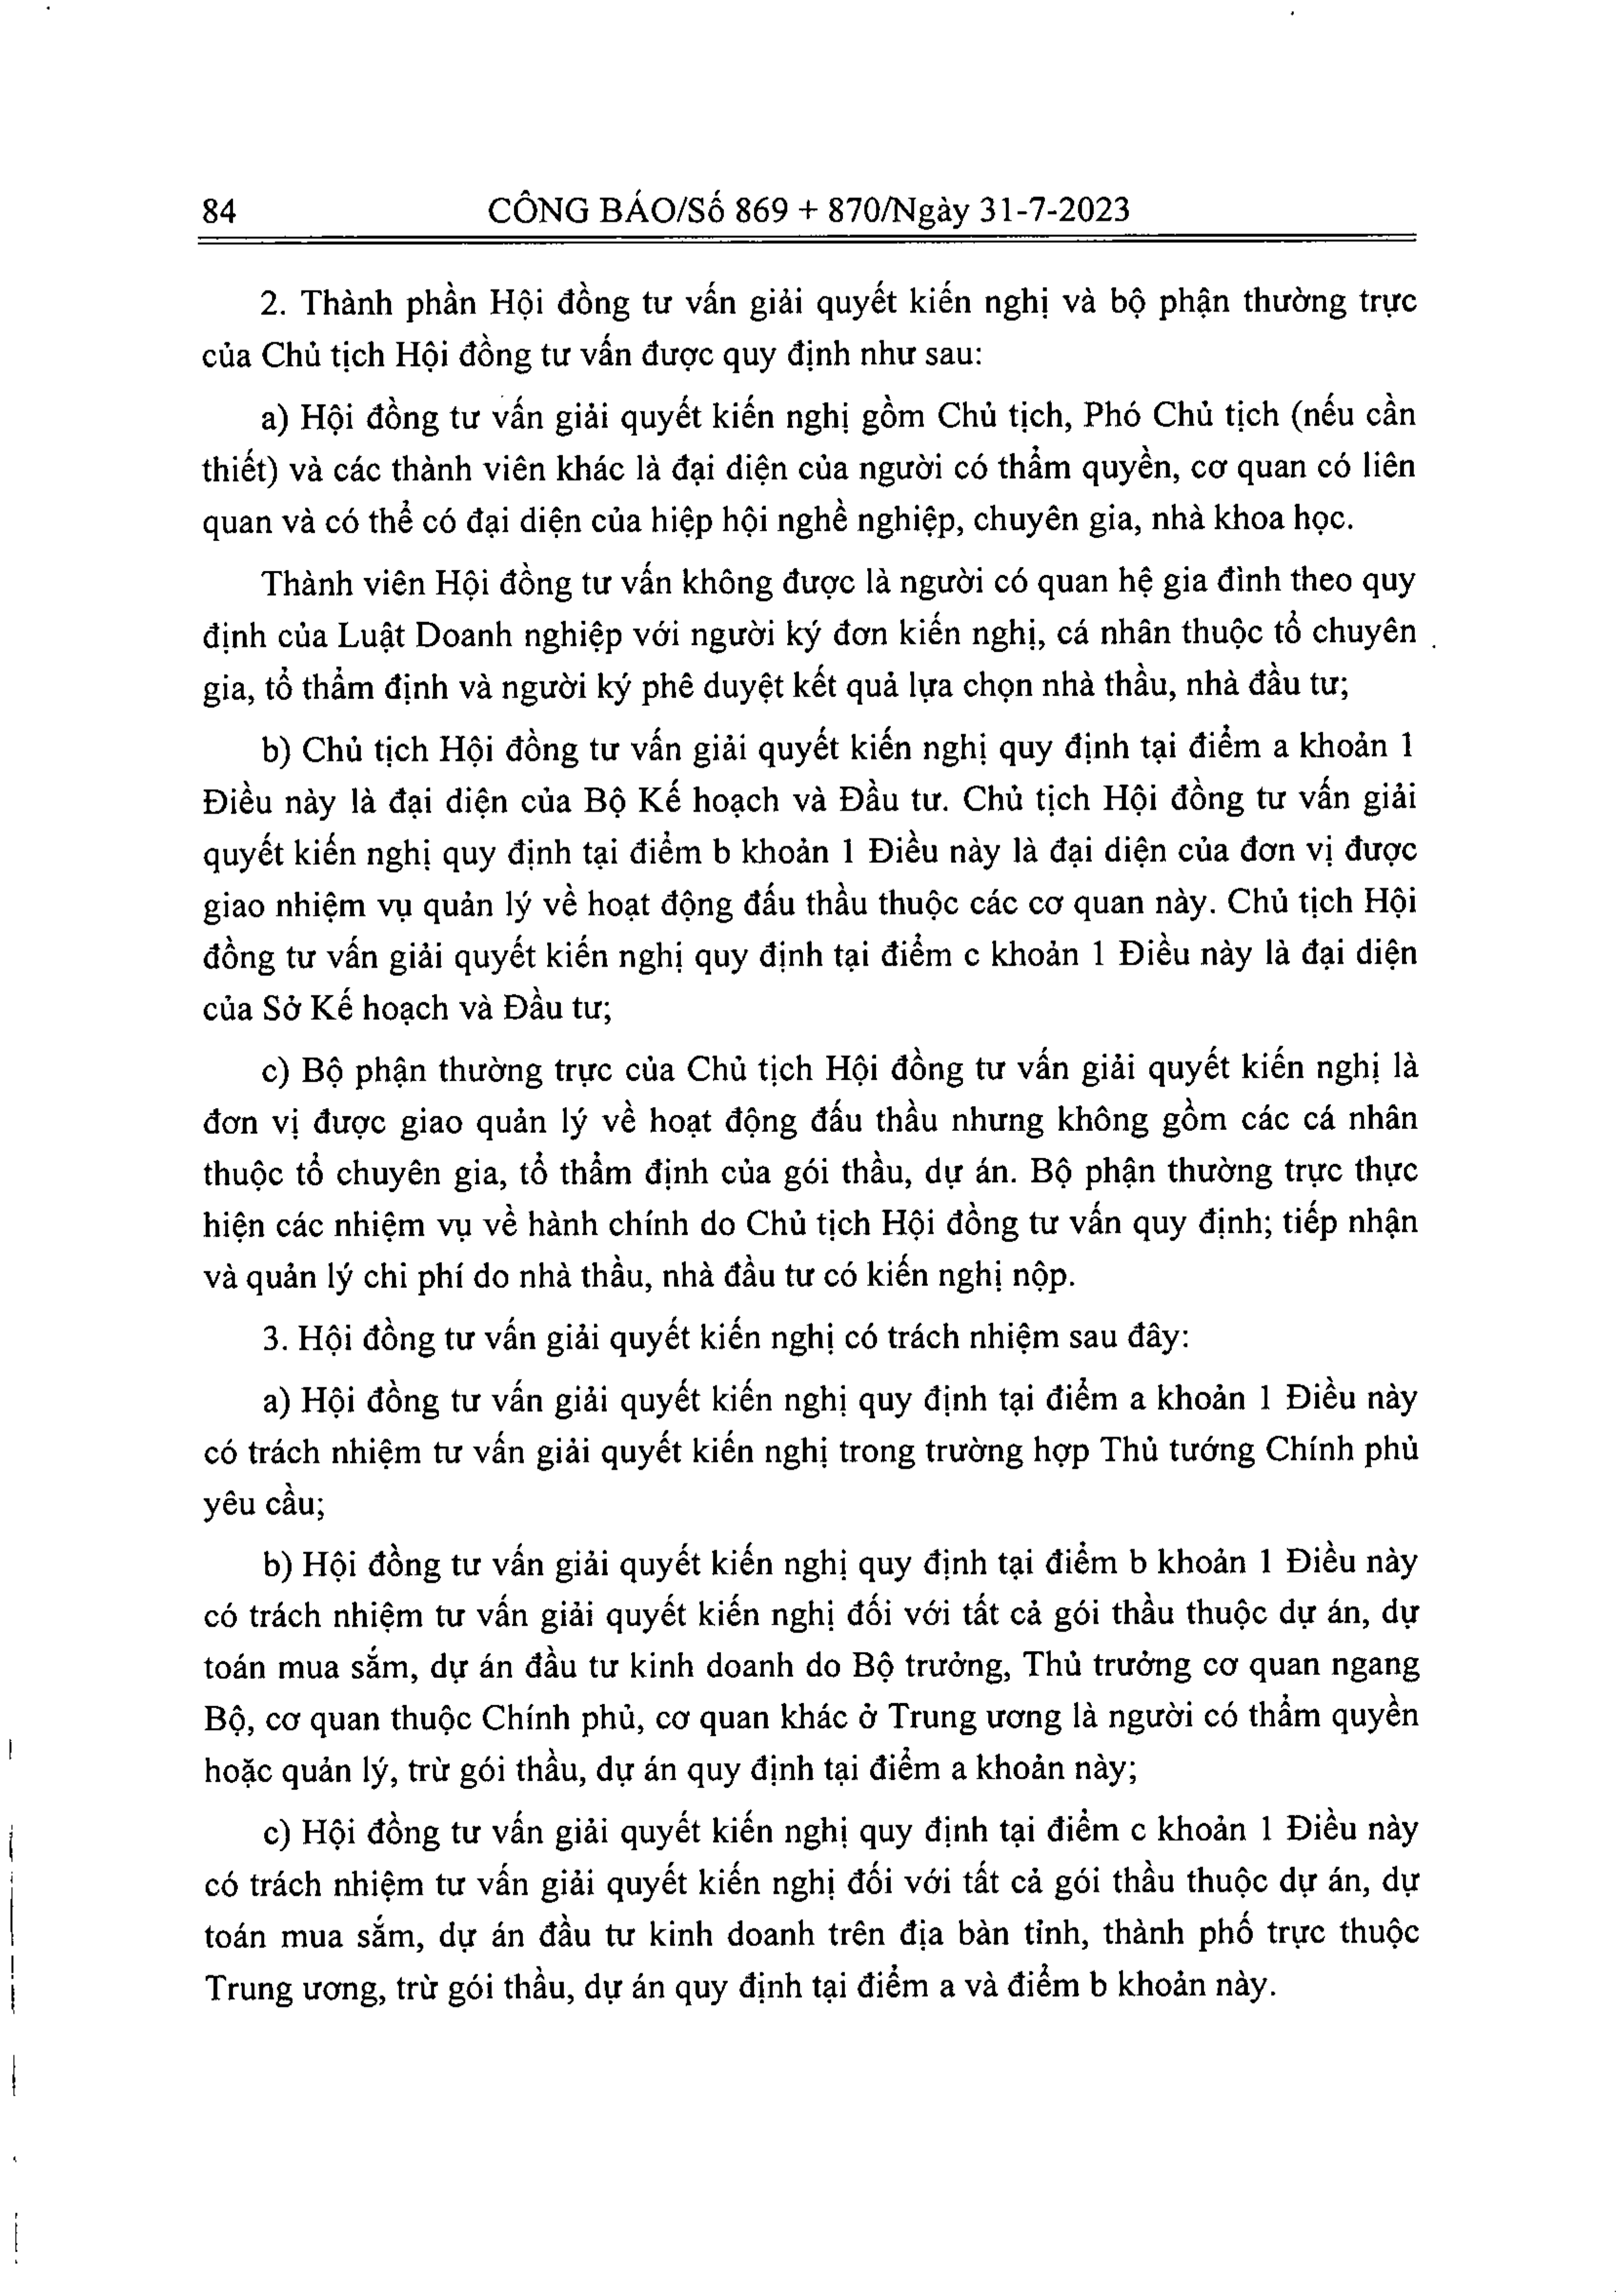 84 CÔNG BÁO/Số 869 + 870/Ngày 31-7-2023
2. Thành phần Hội đồng tư vấn giải quyết kiến nghị và bộ phận thường trực
của Chủ tịch Hội đồng tư vấn được quy định như sau:
a) Hội đồng tư vấn giải quyết kiến nghị gồm Chủ tịch, Phó Chủ tịch (nếu cần
thiết) và các thành viên khác là đại diện của người có thẩm quyền, cơ quan có liên
quan và có thể có đại diện của hiệp hội nghề nghiệp, chuyên gia, nhà khoa học.
Thành viên Hội đồng tư vấn không được là người có quan hệ gia đình theo quy
định của Luật Doanh nghiệp với người ký đơn kiến nghị, cá nhân thuộc tổ chuyên
gia, tổ thẩm định và người ký phê duyệt kết quả lựa chọn nhà thầu, nhà đầu tư;
b) Chủ tịch Hội đồng tư vấn giải quyết kiến nghị quy định tại điểm a khoản 1
Điều này là đại diện của Bộ Kế hoạch và Đầu tư. Chủ tịch Hội đồng tư vấn giải
quyết kiến nghị quy định tại điểm b khoản 1 Điều này là đại diện của đơn vị được
giao nhiệm vụ quản lý về hoạt động đấu thầu thuộc các cơ quan này. Chủ tịch Hội
đồng tư vấn giải quyết kiến nghị quy định tại điểm c khoản 1 Điều này là đại diện
của Sở Kế hoạch và Đầu tư;
c) Bộ phận thường trực của Chủ tịch Hội đồng tư vấn giải quyết kiến nghị là
đơn vị được giao quản lý về hoạt động đấu thầu nhưng không gồm các cá nhân
thuộc tổ chuyên gia, tổ thẩm định của gói thầu, dự án. Bộ phận thường trực thực
hiện các nhiệm vụ về hành chính do Chủ tịch Hội đồng tư vấn quy định; tiếp nhận
và quản lý chi phí do nhà thầu, nhà đầu tư có kiến nghị nộp.
3. Hội đồng tư vấn giải quyết kiến nghị có trách nhiệm sau đây:
a) Hội đồng tư vấn giải quyết kiến nghị quy định tại điểm a khoản 1 Điều này
có trách nhiệm tư vấn giải quyết kiến nghị trong trường hợp Thủ tướng Chính phủ
yêu cầu;
b) Hội đồng tư vấn giải quyết kiến nghị quy định tại điểm b khoản 1 Điều này
có trách nhiệm tư vấn giải quyết kiến nghị đối với tất cả gói thầu thuộc dự án, dự
toán mua sắm, dự án đầu tư kinh doanh do Bộ trưởng, Thủ trưởng cơ quan ngang
Bộ, cơ quan thuộc Chính phủ, cơ quan khác ở Trung ương là người có thẩm quyền
hoặc quản lý, trừ gói thầu, dự án quy định tại điểm a khoản này;
c) Hội đồng tư vấn giải quyết kiến nghị quy định tại điểm c khoản 1 Điều này
có trách nhiệm tư vấn giải quyết kiến nghị đối với tất cả gói thầu thuộc dự án, dự
toán mua sắm, dự án đầu tư kinh doanh trên địa bàn tỉnh, thành phố trực thuộc
Trung ương, trừ gói thầu, dự án quy định tại điểm a và điểm b khoản này.